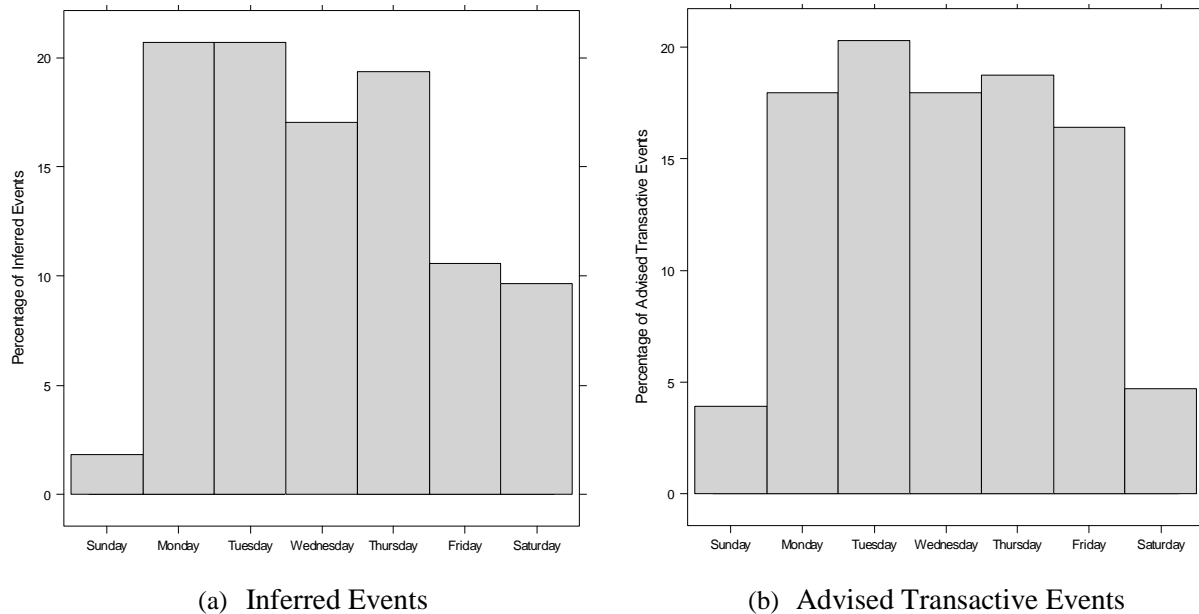 Percentage of Inferred Events
20
15
10
5
0
Sunday Monday Tuesday Wednesday Thursday Friday Saturday
(a) Inferred Events
Percentage of Advised Transactive Events
20
15
10
5
0
Sunday Monday Tuesday Wednesday Thursday Friday Saturday
(b) Advised Transactive Events